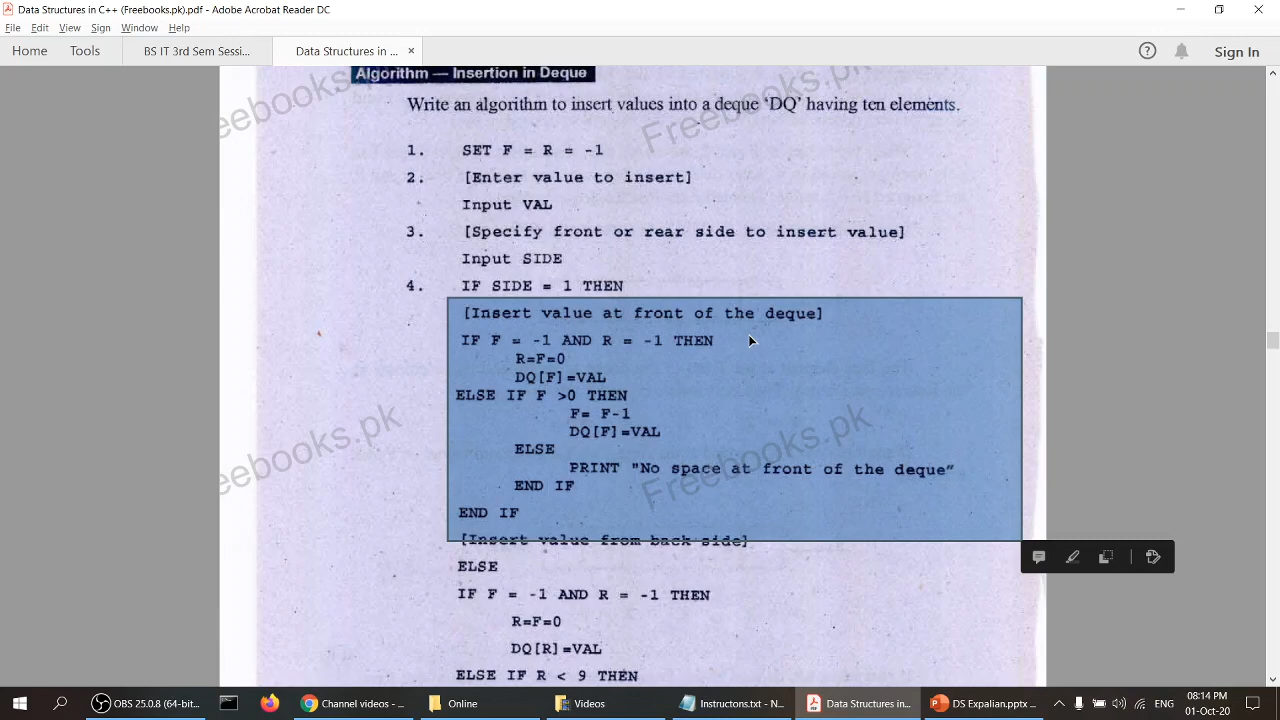 Data Structures in C++ (Freebooks.pk).pdf - Adobe Acrobat Reader DC
File Edit View Sign Window Help
Home Tools BS IT 3rd Sem Sessi... Data Structures in ... × Sign In
Algorithm — Insertion in Deque
Write an algorithm to insert values into a deque 'DQ' having ten elements.
1. SET F = R = -1
2. [Enter value to insert]
Input VAL
3. [Specify front or rear side to insert value]
Input SIDE
4. IF SIDE = 1 THEN
[Insert value at front of the deque]
IF F = -1 AND R = -1 THEN
R=F=0
DQ[F]=VAL
ELSE IF F >0 THEN
F= F-1
DQ[F]=VAL
ELSE
PRINT "No space at front of the deque"
END IF
END IF
[Insert value from back side]
ELSE
IF F = -1 AND R = -1 THEN
R=F=0
DQ[R]=VAL
ELSE IF R < 9 THEN
reebooks.pk
Freebooks.pk
reebooks.pk
Freebooks.pk
OBS 25.0.8 (64-bit... Channel videos - ... Online Videos Instructons.txt - N... Data Structures in... DS Expalian.pptx ... 08:14 PM
01-Oct-20